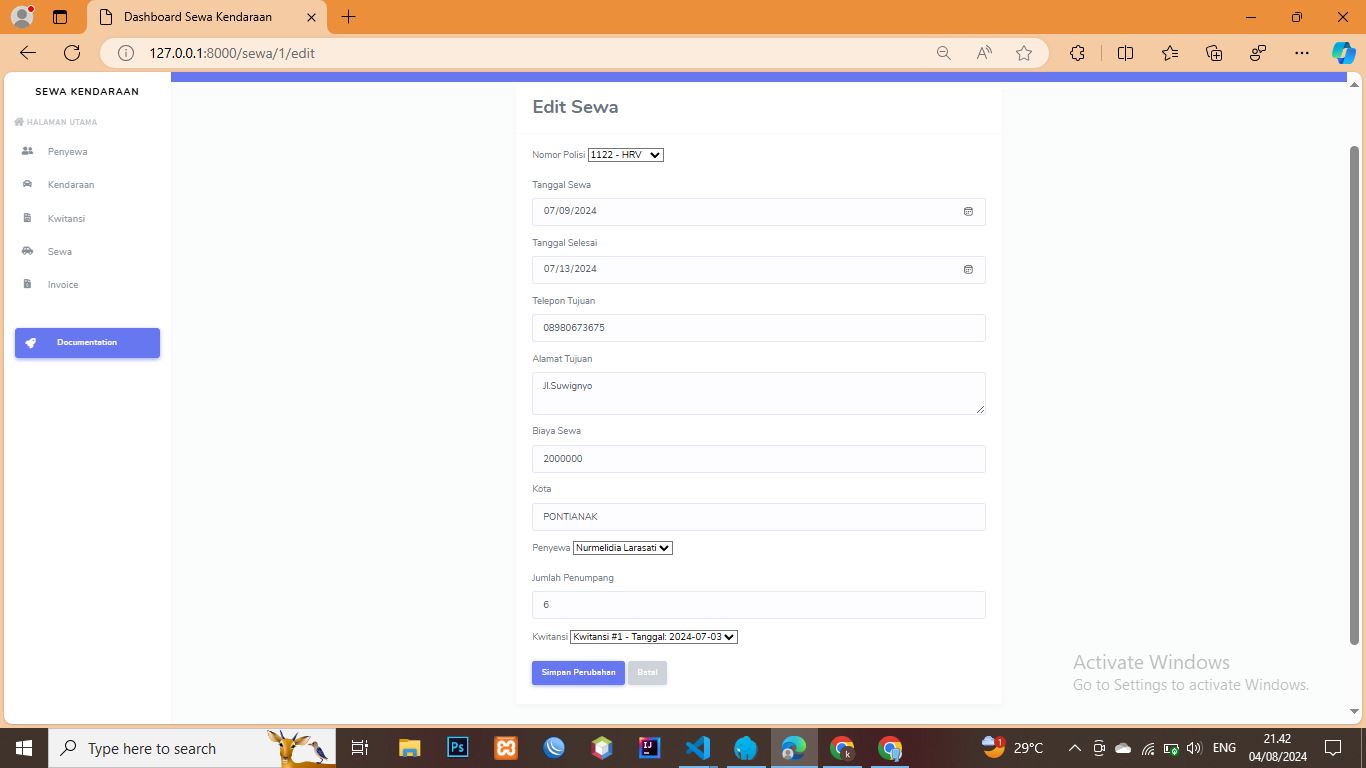 Dashboard Sewa Kendaraan
127.0.0.1:8000/sewa/1/edit
SEWA KENDARAAN
HALAMAN UTAMA
Penyewa
Kendaraan
Kwitansi
Sewa
Invoice
Documentation
Edit Sewa
Nomor Polisi 1122 - HRV
Tanggal Sewa
07/09/2024
Tanggal Selesai
07/13/2024
Telepon Tujuan
08980673675
Alamat Tujuan
Jl.Suwignyo
Biaya Sewa
2000000
Kota
PONTIANAK
Penyewa Nurmelidia Larasati
Jumlah Penumpang
6
Kwitansi Kwitansi #1 - Tanggal: 2024-07-03
Simpan Perubahan Batal
Activate Windows
Go to Settings to activate Windows.
Type here to search
Ps
IJ
k
1
29°C
ENG
21.42
04/08/2024